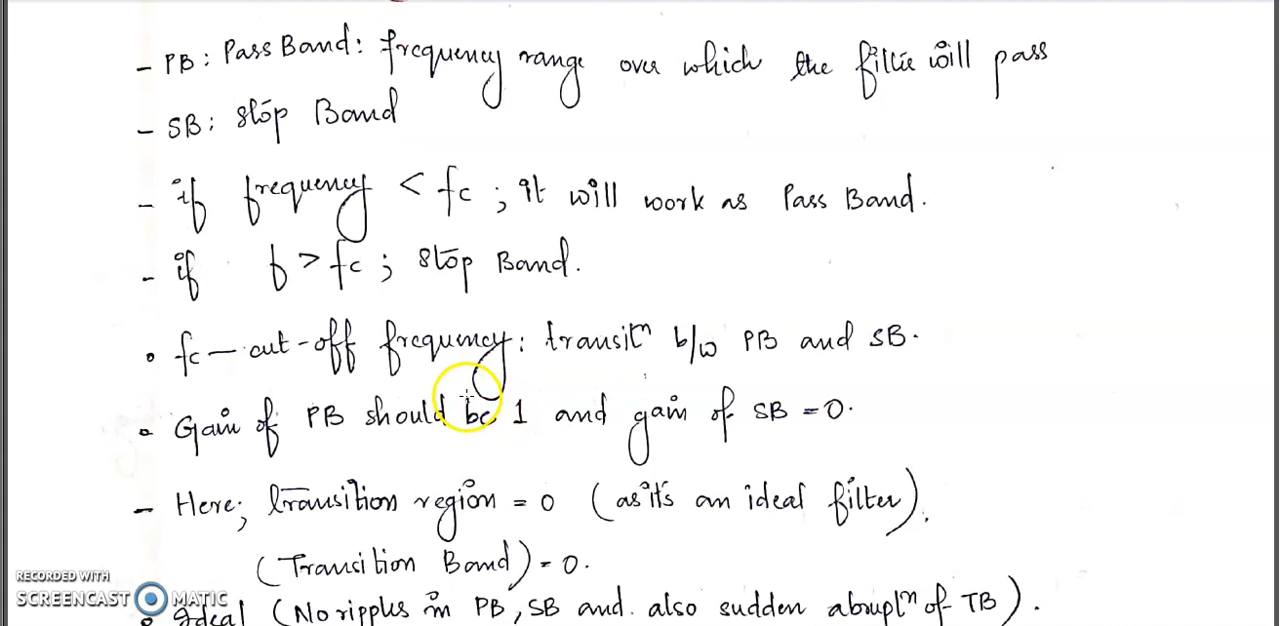 - PB: Pass Band: frequency range over which the filter will pass
- SB: Stop Band
- if frequency < fc ; it will work as Pass Band.
- if f > fc ; Stop Band.
• fc — cut-off frequency: transitⁿ b/w PB and SB.
• Gain of PB should be 1 and gain of SB = 0.
- Here; transition region = 0 (as it's an ideal filter).
(Transition Band) = 0.
• Ideal (No ripples in PB, SB and also sudden abruptⁿ of TB).
RECORDED WITH
SCREENCAST MATIC